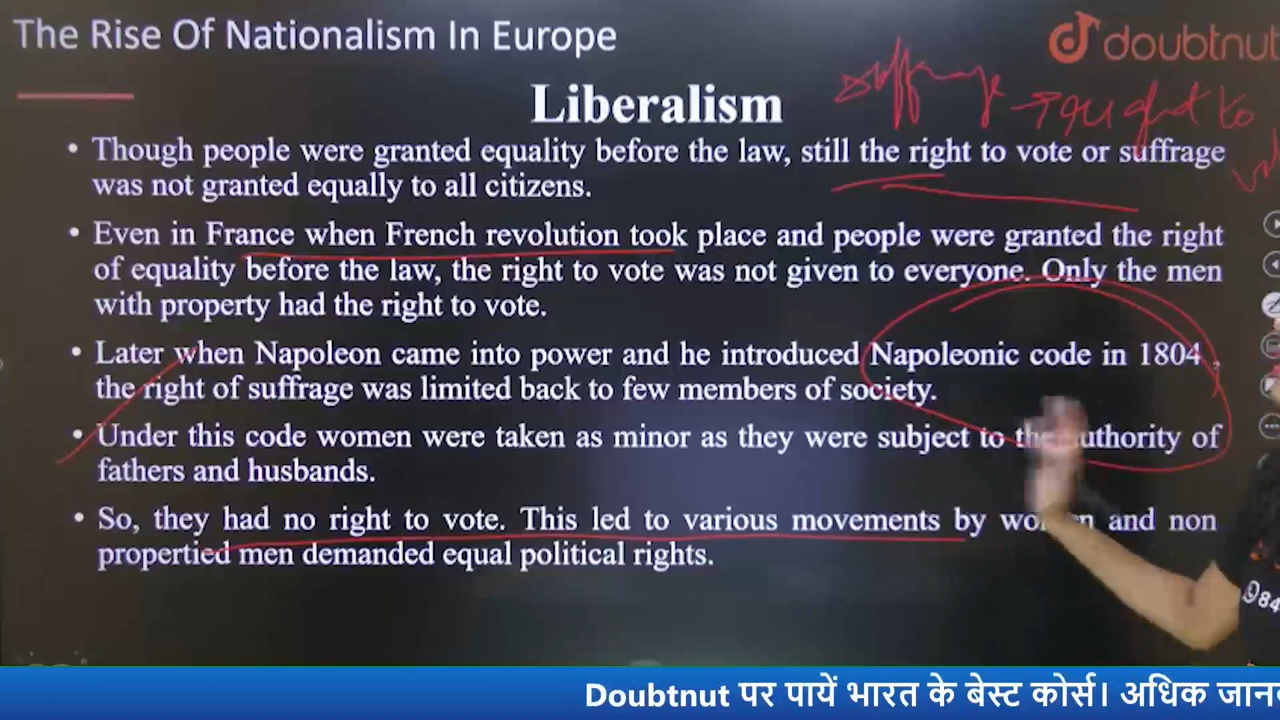 The Rise Of Nationalism In Europe
doubtnut
Liberalism
suffrage → right to
• Though people were granted equality before the law, still the right to vote or suffrage
was not granted equally to all citizens.
• Even in France when French revolution took place and people were granted the right
of equality before the law, the right to vote was not given to everyone. Only the men
with property had the right to vote.
• Later when Napoleon came into power and he introduced Napoleonic code in 1804 ,
the right of suffrage was limited back to few members of society.
• Under this code women were taken as minor as they were subject to the authority of
fathers and husbands.
• So, they had no right to vote. This led to various movements by women and non
propertied men demanded equal political rights.
984
Doubtnut पर पायें भारत के बेस्ट कोर्स। अधिक